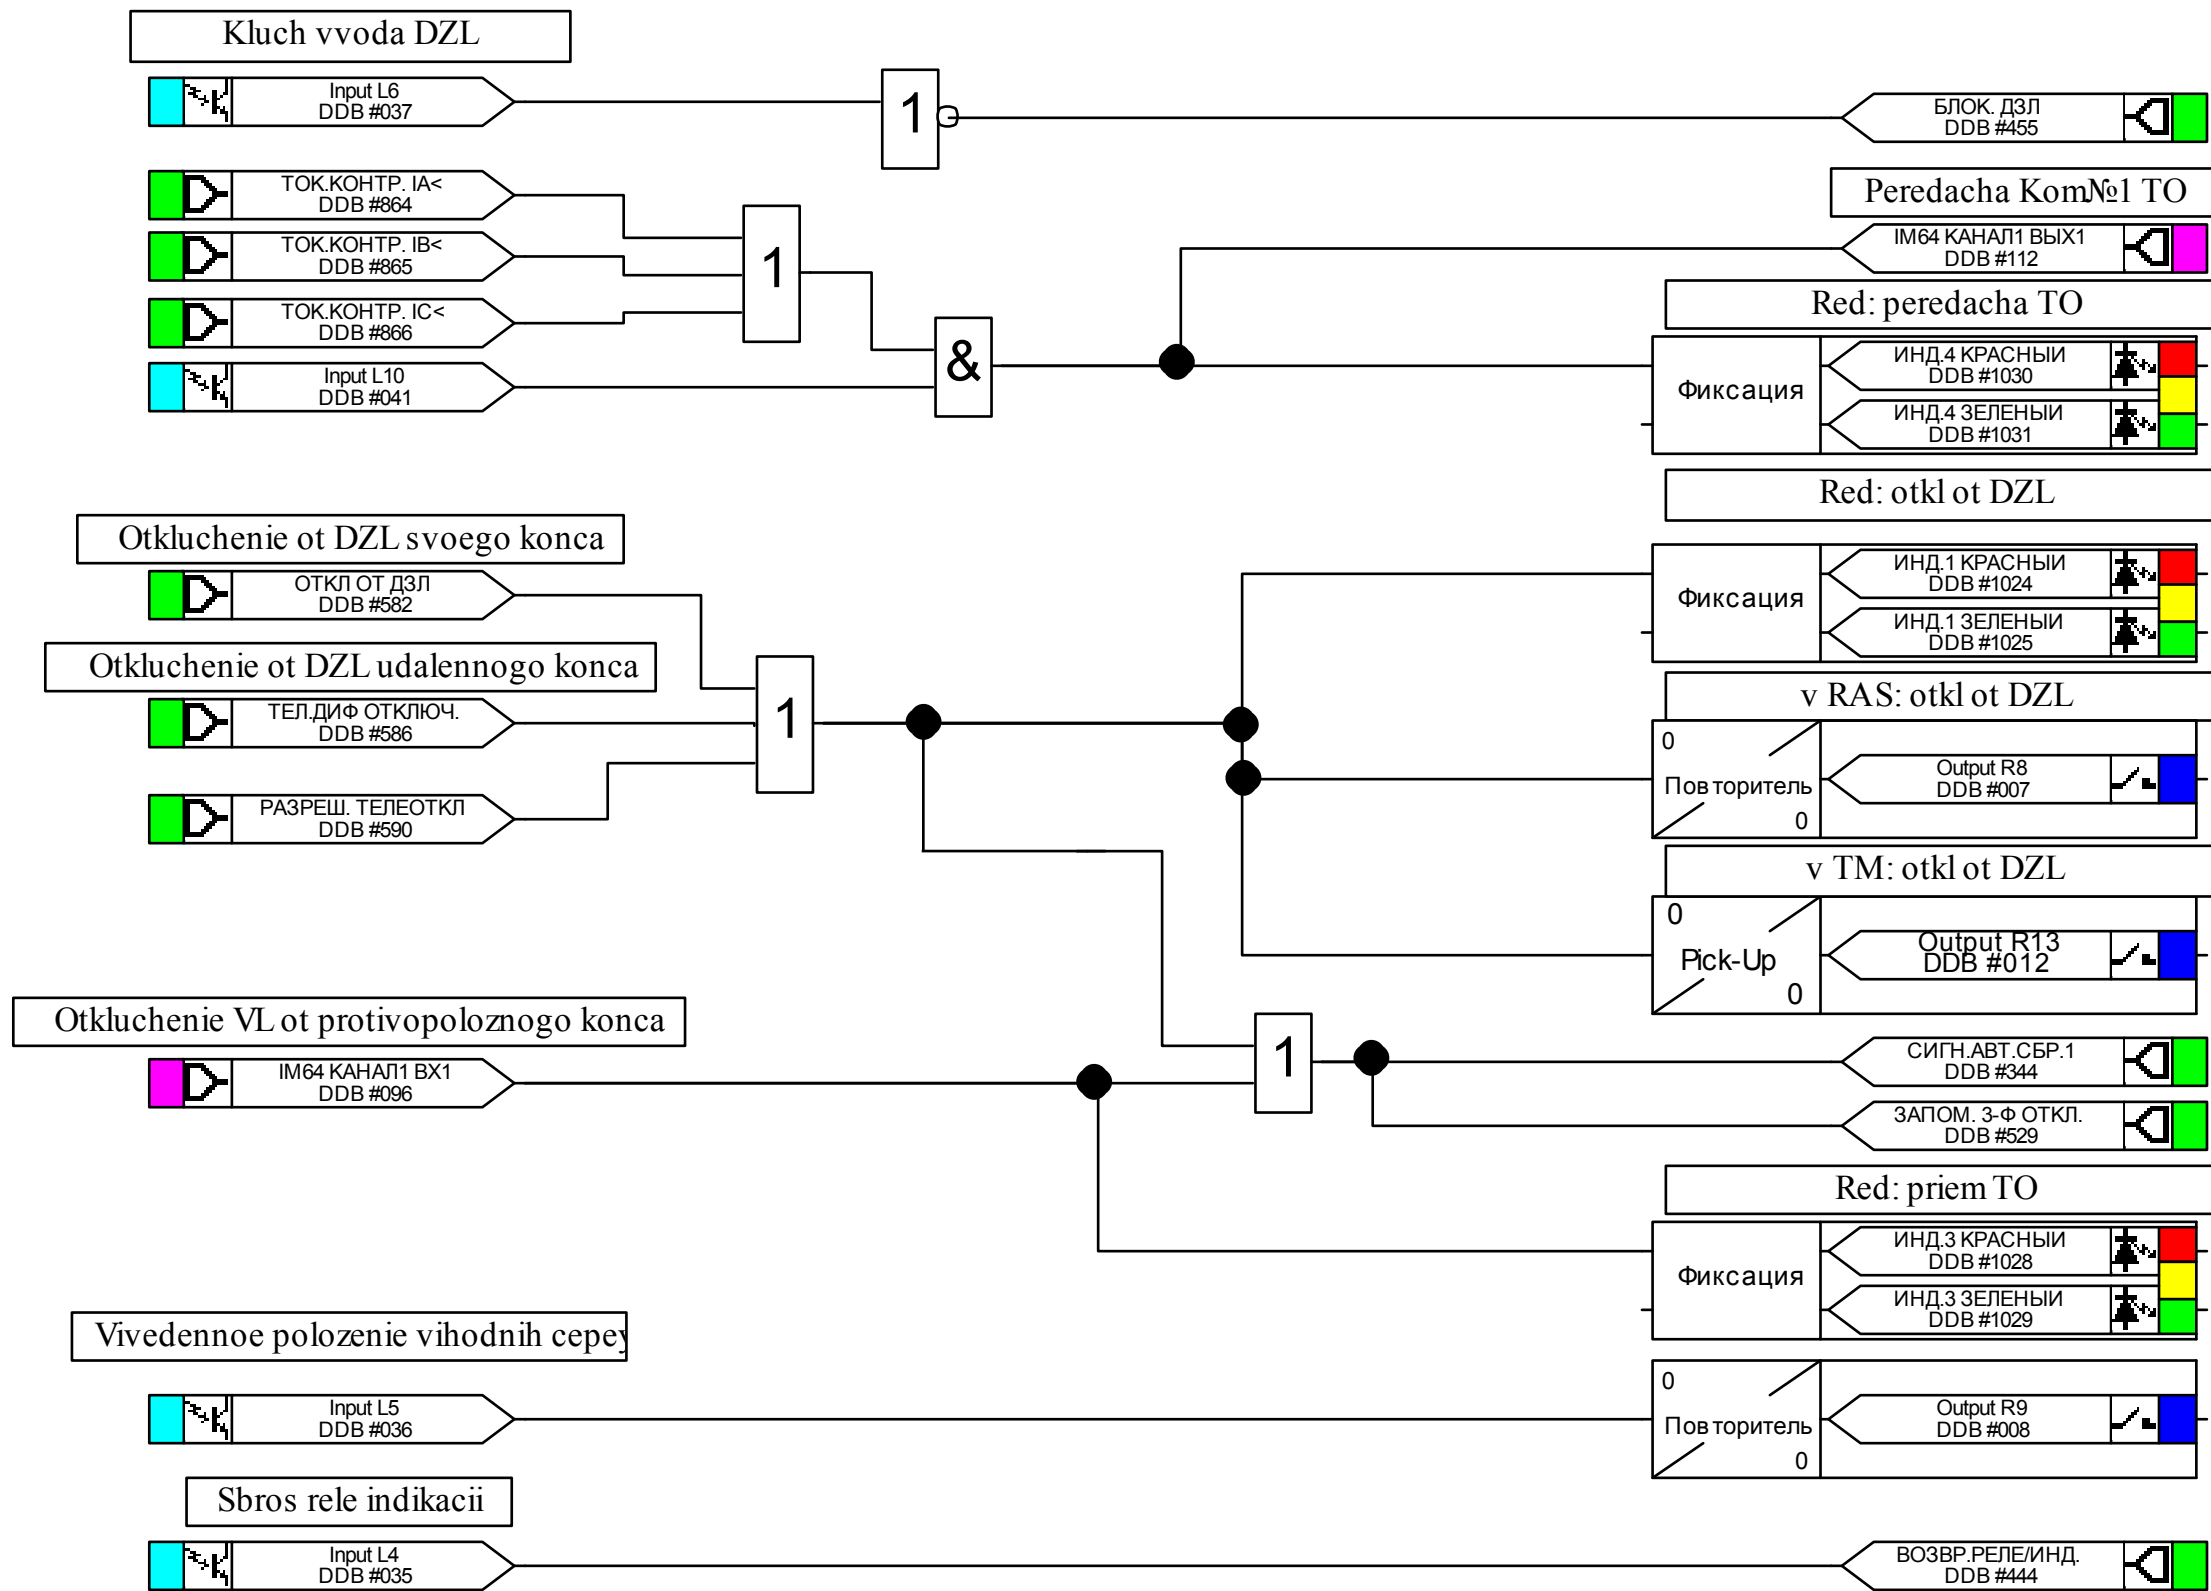 Kluch vvoda DZL
Input L6
DDB #037
1
БЛОК. ДЗЛ
DDB #455
ТОК.КОНТР. IA<
DDB #864
Peredacha Kom№1 TO
ТОК.КОНТР. IB<
DDB #865
1
IM64 КАНАЛ1 ВЫХ1
DDB #112
ТОК.КОНТР. IC<
DDB #866
Red: peredacha TO
Input L10
DDB #041
&
Фиксация
ИНД.4 КРАСНЫЙ
DDB #1030
ИНД.4 ЗЕЛЕНЫЙ
DDB #1031
Red: otkl ot DZL
Otkluchenie ot DZL svoego konca
ОТКЛ ОТ ДЗЛ
DDB #582
Фиксация
ИНД.1 КРАСНЫЙ
DDB #1024
ИНД.1 ЗЕЛЕНЫЙ
DDB #1025
Otkluchenie ot DZL udalennogo konca
ТЕЛ.ДИФ ОТКЛЮЧ.
DDB #586
1
v RAS: otkl ot DZL
0
Повторитель
0
Output R8
DDB #007
РАЗРЕШ. ТЕЛЕОТКЛ
DDB #590
v TM: otkl ot DZL
0
Pick-Up
0
Output R13
DDB #012
Otkluchenie VL ot protivopoloznogo konca
IM64 КАНАЛ1 ВХ1
DDB #096
1
СИГН.АВТ.СБР.1
DDB #344
ЗАПОМ. 3-Ф ОТКЛ.
DDB #529
Red: priem TO
Фиксация
ИНД.3 КРАСНЫЙ
DDB #1028
ИНД.3 ЗЕЛЕНЫЙ
DDB #1029
Vivedennoe polozenie vihodnih cepey
Input L5
DDB #036
0
Повторитель
0
Output R9
DDB #008
Sbros rele indikacii
Input L4
DDB #035
ВОЗВР.РЕЛЕ/ИНД.
DDB #444